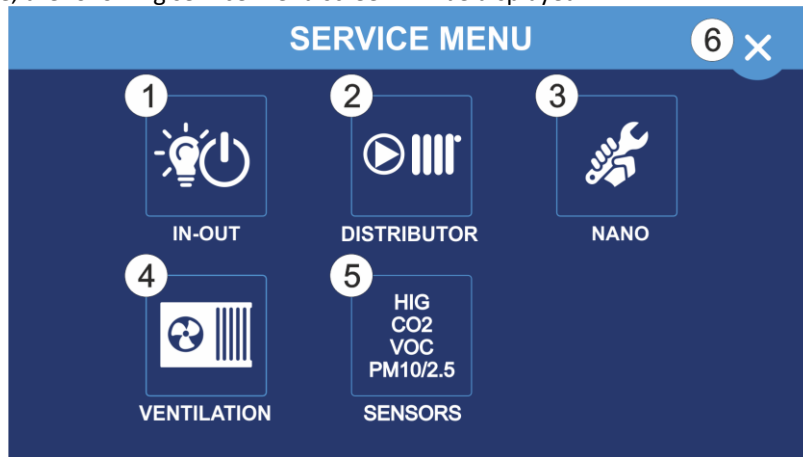 SERVICE MENU
6
1
2
3
IN-OUT
DISTRIBUTOR
NANO
4
5
HIG
CO2
VOC
PM10/2.5
VENTILATION
SENSORS